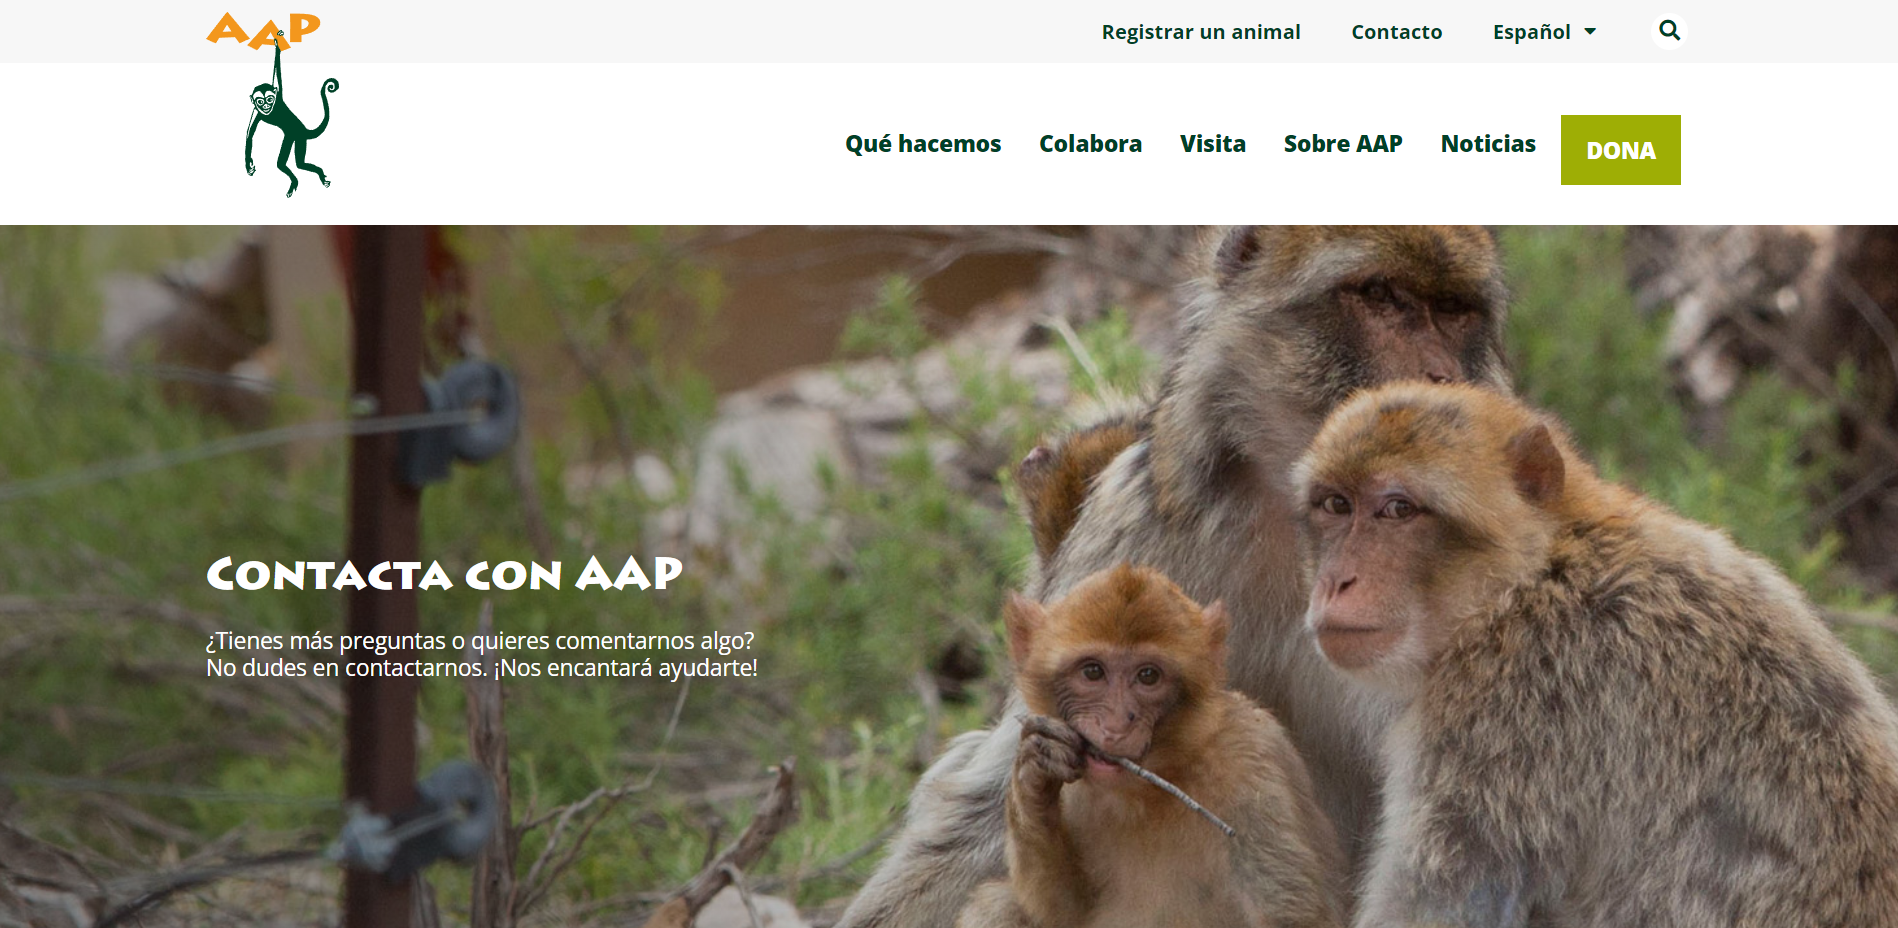 AAP
Registrar un animal
Contacto
Español
Qué hacemos
Colabora
Visita
Sobre AAP
Noticias
DONA
Contacta con AAP
¿Tienes más preguntas o quieres comentarnos algo?
No dudes en contactarnos. ¡Nos encantará ayudarte!